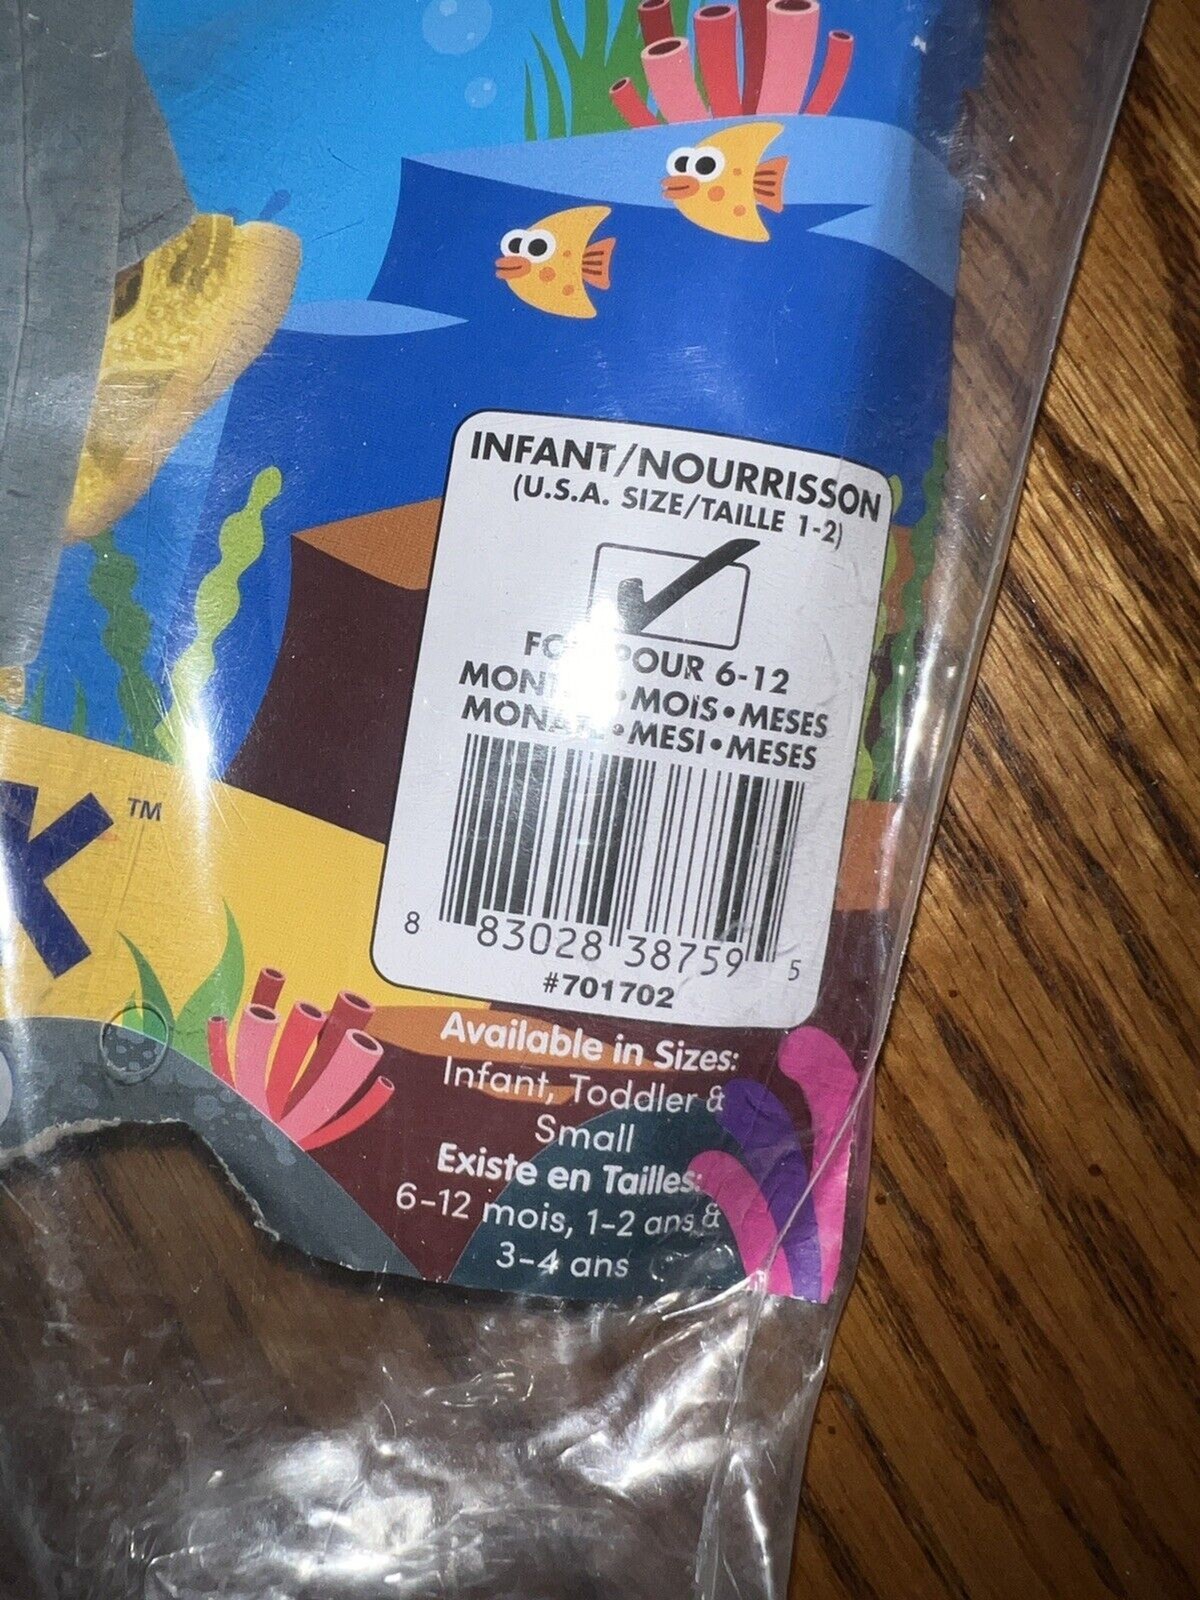 INFANT/NOURRISSON
(U.S.A. SIZE/TAILLE 1-2)
POUR 6-12
• MOIS • MESES
• MESI • MESES
8 83028 38759 5
#701702
K™
Available in Sizes:
Infant, Toddler &
Small
Existe en Tailles:
6-12 mois, 1-2 ans &
3-4 ans